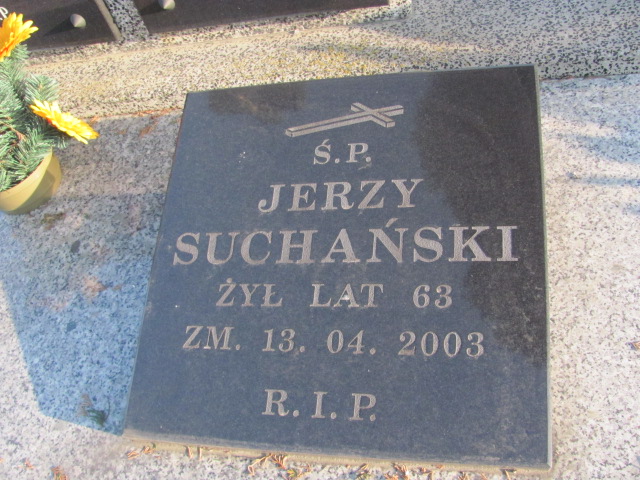 Ś.P.
JERZY
SUCHAŃSKI
ŻYŁ LAT 63
ZM. 13. 04. 2003
R.I.P.